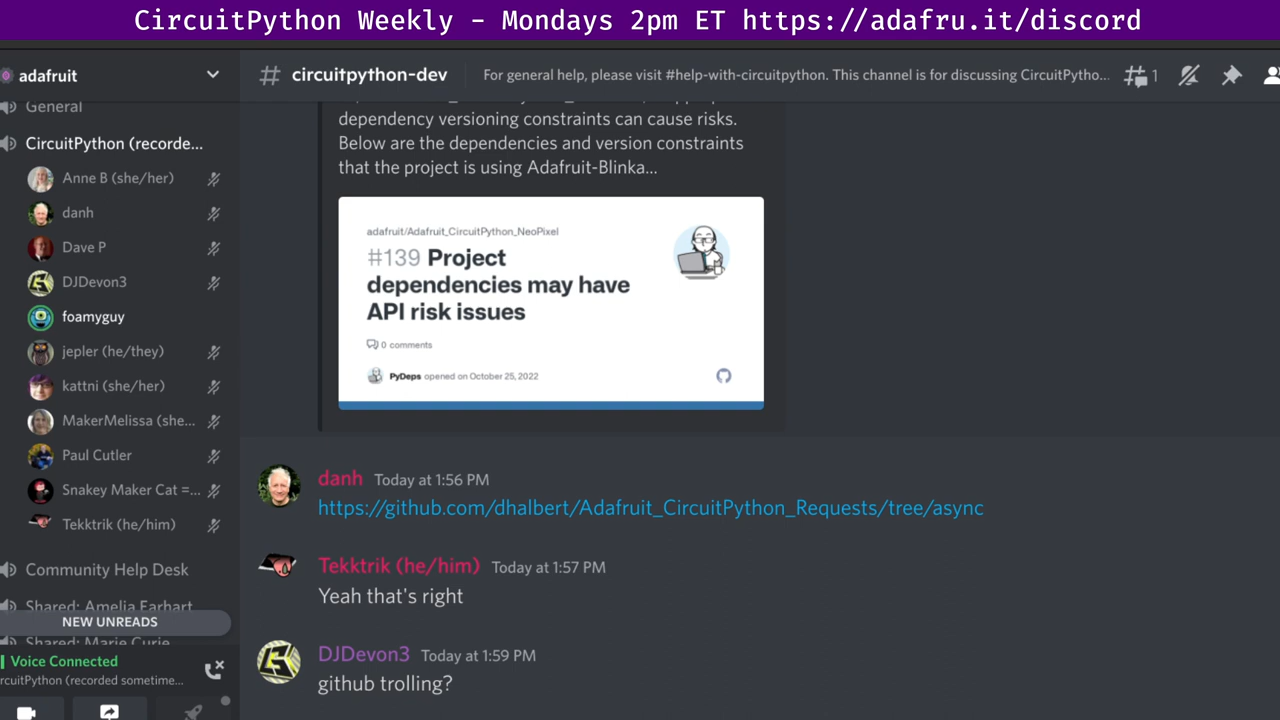 CircuitPython Weekly – Mondays 2pm ET https://adafru.it/discord
adafruit
General
CircuitPython (recorde...
Anne B (she/her)
danh
Dave P
DJDevon3
foamyguy
jepler (he/they)
kattni (she/her)
MakerMelissa (she...
Paul Cutler
Snakey Maker Cat =...
Tekktrik (he/him)
Community Help Desk
Shared: Amelia Earhart
NEW UNREADS
Shared: Marie Curie
Voice Connected
rcuitPython (recorded sometime...
# circuitpython-dev
For general help, please visit #help-with-circuitpython. This channel is for discussing CircuitPytho...
1
dependency versioning constraints can cause risks.
Below are the dependencies and version constraints
that the project is using Adafruit-Blinka...
adafruit/Adafruit_CircuitPython_NeoPixel
#139 Project
dependencies may have
API risk issues
0 comments
PyDeps opened on October 25, 2022
danh Today at 1:56 PM
https://github.com/dhalbert/Adafruit_CircuitPython_Requests/tree/async
Tekktrik (he/him) Today at 1:57 PM
Yeah that's right
DJDevon3 Today at 1:59 PM
github trolling?